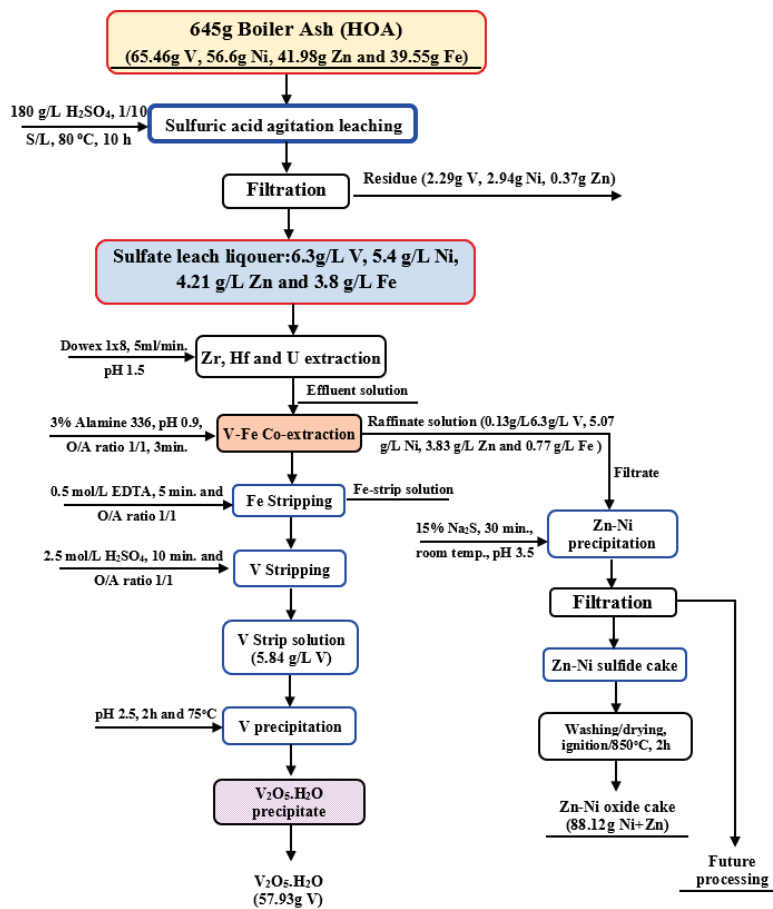 645g Boiler Ash (HOA)
(65.46g V, 56.6g Ni, 41.98g Zn and 39.55g Fe)
180 g/L H₂SO₄, 1/10
S/L, 80 °C, 10 h
Sulfuric acid agitation leaching
Filtration
Residue (2.29g V, 2.94g Ni, 0.37g Zn)
Sulfate leach liqouer:6.3g/L V, 5.4 g/L Ni,
4.21 g/L Zn and 3.8 g/L Fe
Dowex 1x8, 5ml/min.
pH 1.5
Zr, Hf and U extraction
Effluent solution
3% Alamine 336, pH 0.9,
O/A ratio 1/1, 3min.
V-Fe Co-extraction
Raffinate solution (0.13g/L6.3g/L V, 5.07
g/L Ni, 3.83 g/L Zn and 0.77 g/L Fe )
Filtrate
0.5 mol/L EDTA, 5 min. and
O/A ratio 1/1
Fe Stripping
Fe-strip solution
15% Na₂S, 30 min.,
room temp., pH 3.5
Zn-Ni
precipitation
2.5 mol/L H₂SO₄, 10 min. and
O/A ratio 1/1
V Stripping
Filtration
V Strip solution
(5.84 g/L V)
Zn-Ni sulfide cake
pH 2.5, 2h and 75°C
V precipitation
Washing/drying,
ignition/850°C, 2h
V₂O₅.H₂O
precipitate
Zn-Ni oxide cake
(88.12g Ni+Zn)
Future
processing
V₂O₅.H₂O
(57.93g V)